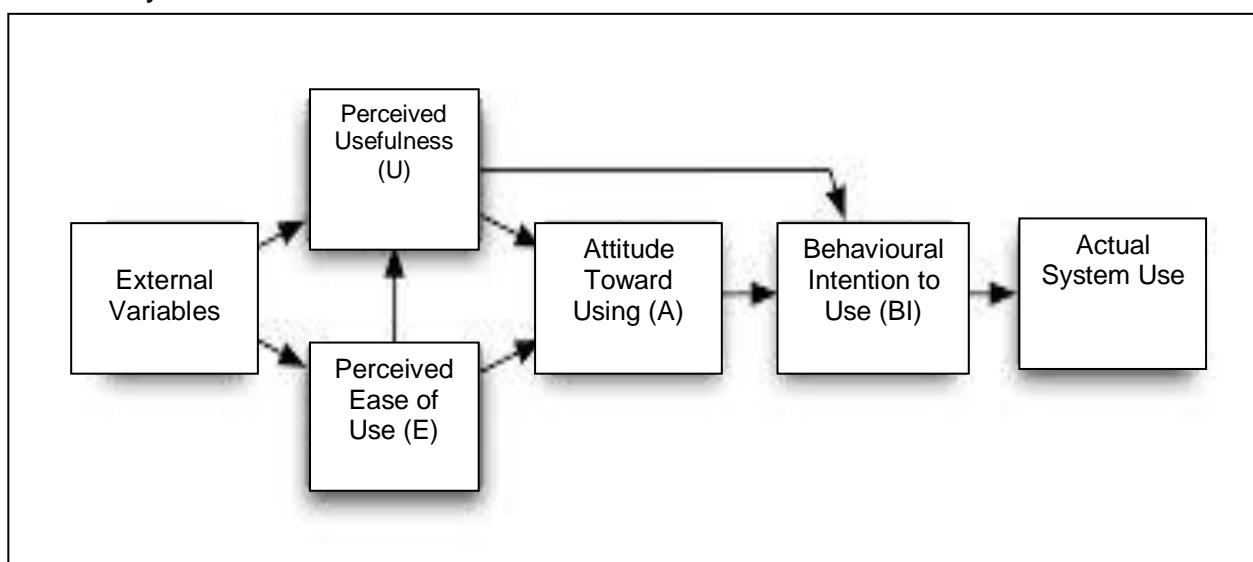 Perceived
Usefulness
(U)
External
Variables
Perceived
Ease of
Use (E)
Attitude
Toward
Using (A)
Behavioural
Intention to
Use (BI)
Actual
System Use